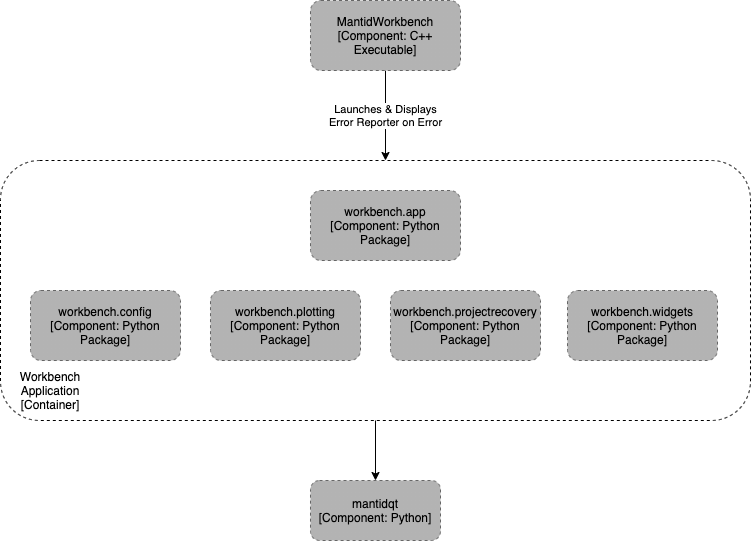 MantidWorkbench
[Component: C++
Executable]
Launches & Displays
Error Reporter on Error
workbench.app
[Component: Python
Package]
workbench.config
[Component: Python
Package]
workbench.plotting
[Component: Python
Package]
workbench.projectrecovery
[Component: Python
Package]
workbench.widgets
[Component: Python
Package]
Workbench
Application
[Container]
mantidqt
[Component: Python]